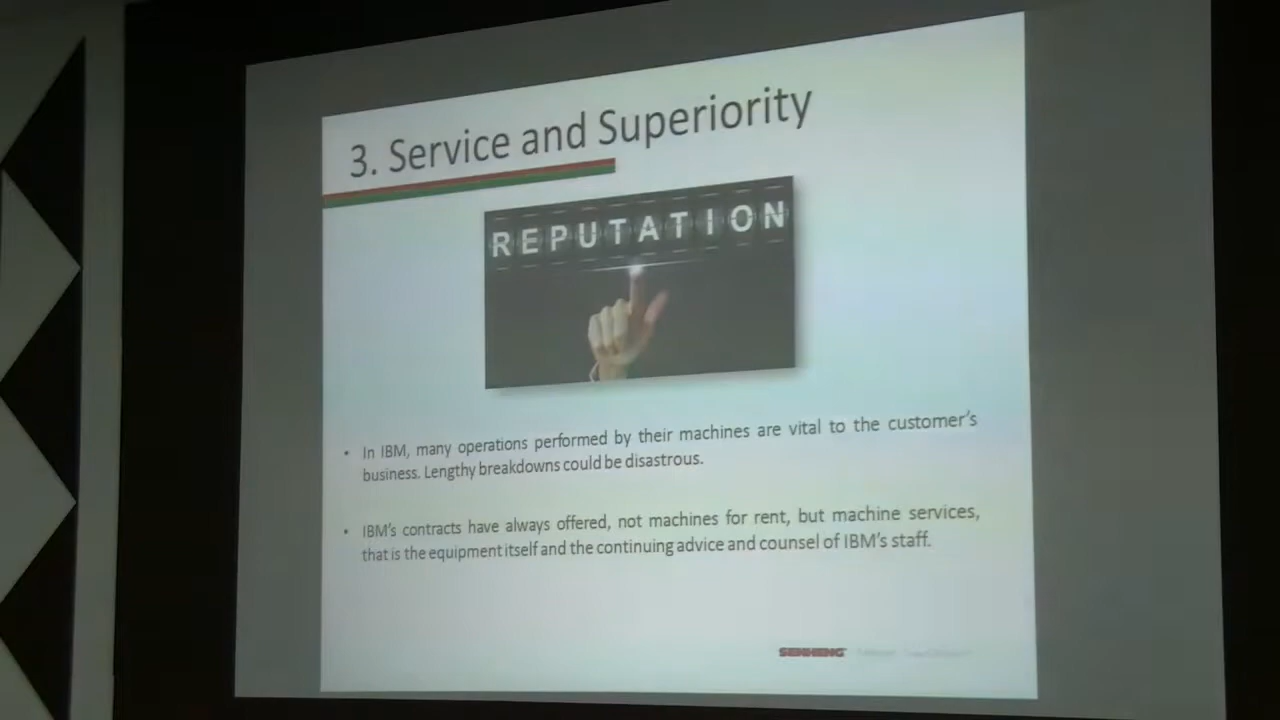 3. Service and Superiority
REPUTATION
• In IBM, many operations performed by their machines are vital to the customer's
business. Lengthy breakdowns could be disastrous.
• IBM's contracts have always offered, not machines for rent, but machine services,
that is the equipment itself and the continuing advice and counsel of IBM's staff.
SENHENG